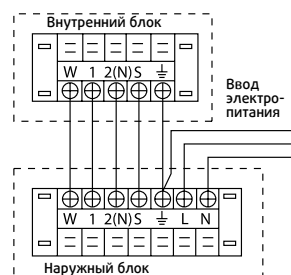 Внутренний блок
W 1 2(N) S ⏚
Ввод
электро-
питания
W 1 2(N) S ⏚ L N
Наружный блок